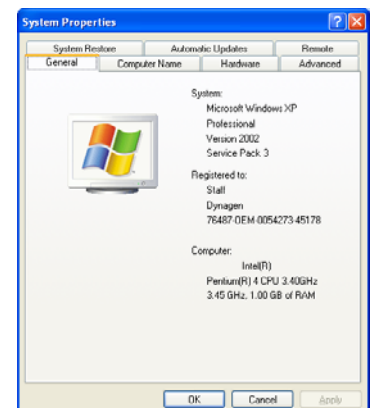 System Properties
System Restore Automatic Updates Remote
General Computer Name Hardware Advanced
System:
Microsoft Windows XP
Professional
Version 2002
Service Pack 3
Registered to:
Staff
Dynagen
76487-OEM-0054273-45178
Computer:
Intel(R)
Pentium(R) 4 CPU 3.40GHz
3.45 GHz, 1.00 GB of RAM
OK Cancel Apply